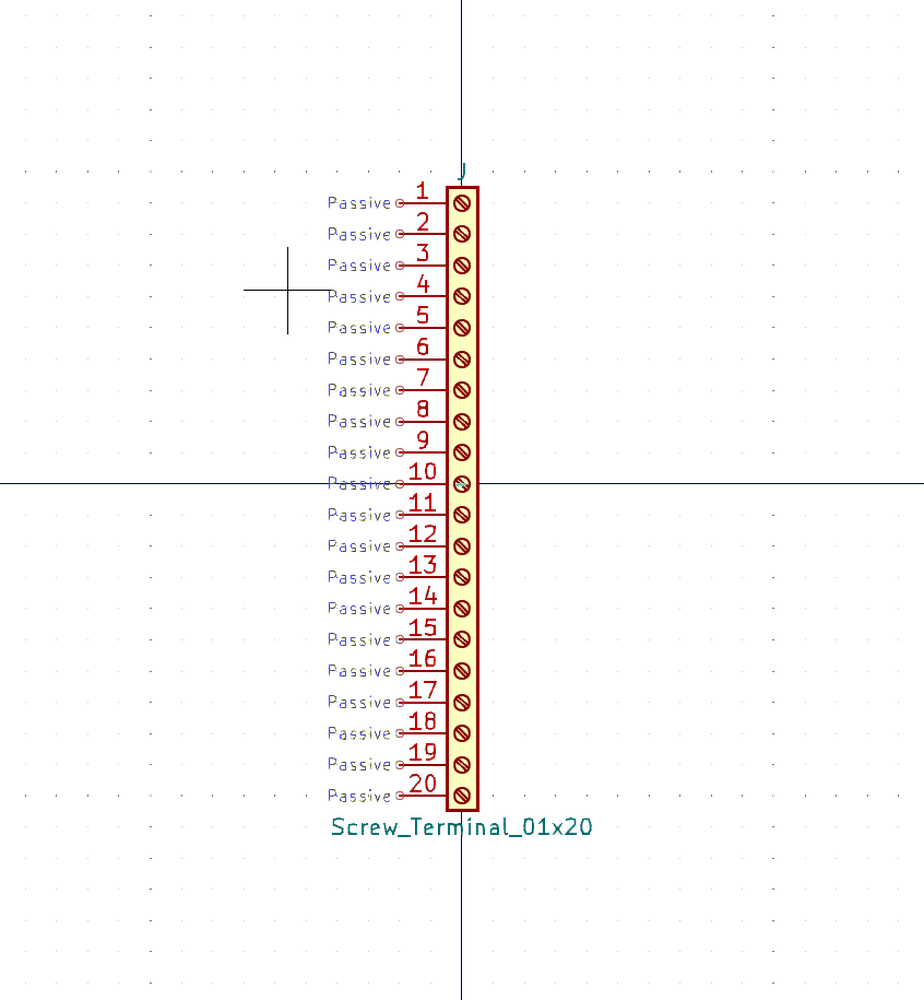 J
Passive 1
Passive 2
Passive 3
Passive 4
Passive 5
Passive 6
Passive 7
Passive 8
Passive 9
Passive 10
Passive 11
Passive 12
Passive 13
Passive 14
Passive 15
Passive 16
Passive 17
Passive 18
Passive 19
Passive 20
Screw_Terminal_01x20